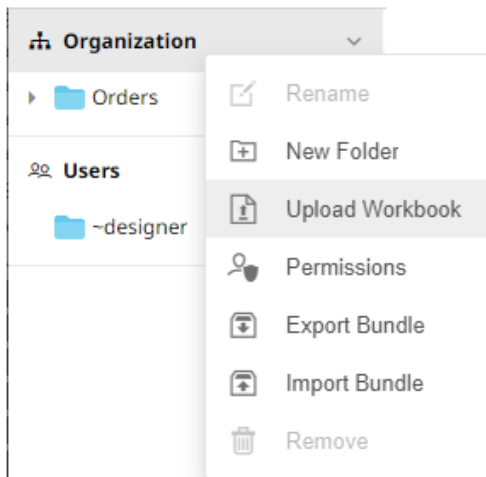 Organization
Orders
Users
~designer
Rename
New Folder
Upload Workbook
Permissions
Export Bundle
Import Bundle
Remove